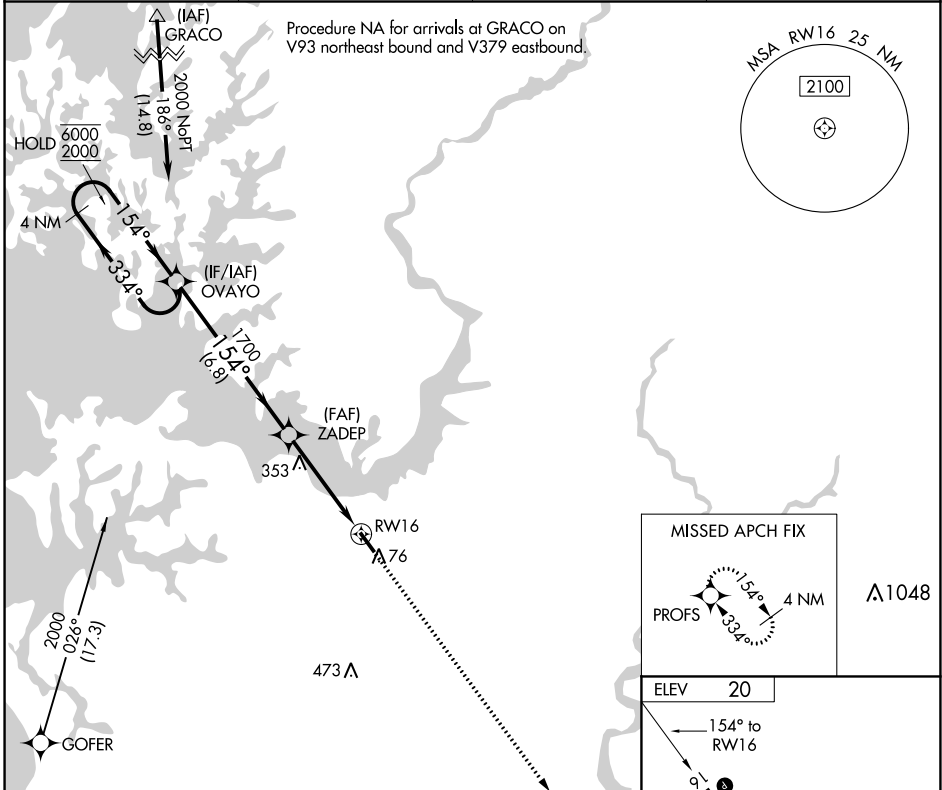 (IAF)
GRACO
Procedure NA for arrivals at GRACO on
V93 northeast bound and V379 eastbound.
MSA RW16 25 NM
2100
2000 NoPT
186°
(14.8)
HOLD
6000
2000
4 NM
154°
334°
(IF/IAF)
OVAYO
1700
154°
(6.8)
(FAF)
ZADEP
353
RW16
76
MISSED APCH FIX
154°
4 NM
PROFS
334°
1048
2000
026°
(17.3)
473
GOFER
ELEV 20
154° to
RW16
16
P